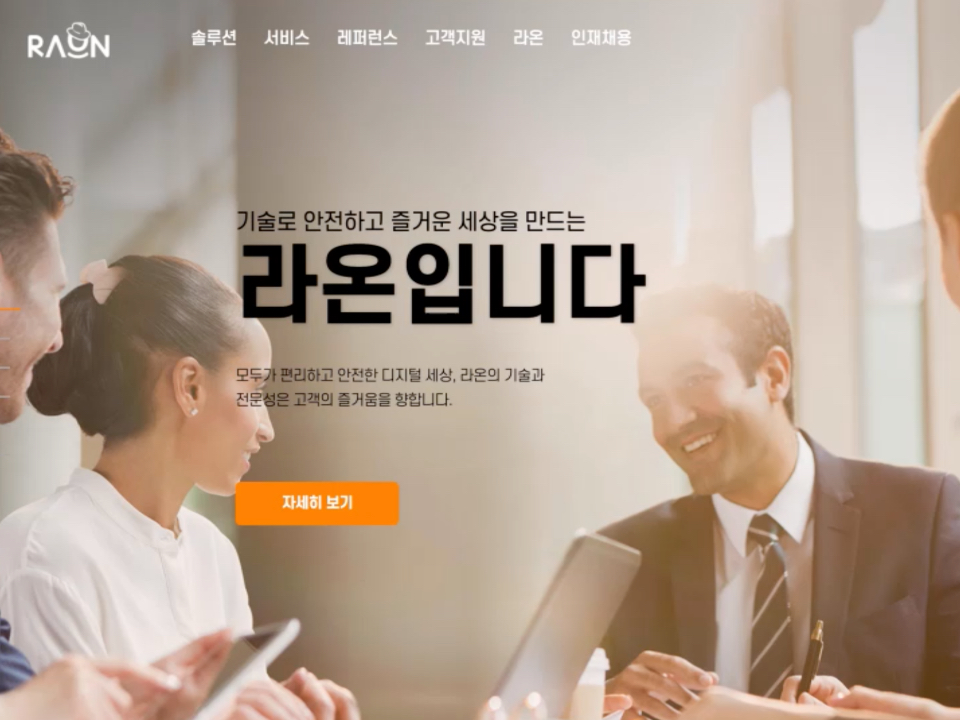 RAON
솔루션 서비스 레퍼런스 고객지원 라온 인재채용
기술로 안전하고 즐거운 세상을 만드는
라온입니다
모두가 편리하고 안전한 디지털 세상, 라온의 기술과
전문성은 고객의 즐거움을 향합니다.
자세히 보기